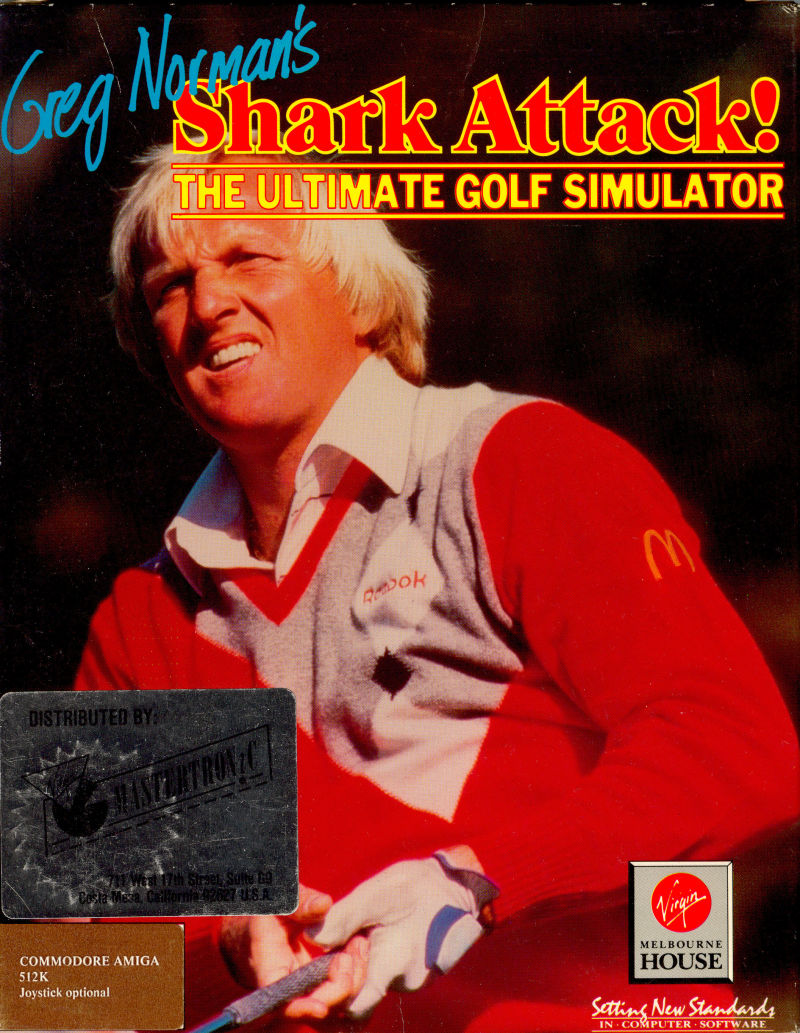 Greg Norman's
Shark Attack!
THE ULTIMATE GOLF SIMULATOR
m
Reebok
DISTRIBUTED BY:
Virgin
MASTERTRONIC
711 West 17th Street, Suite G9
Costa Mesa, California 92627 U.S.A.
COMMODORE AMIGA
512K
Joystick optional
Virgin
MELBOURNE
HOUSE
Setting New Standards
IN · COMPUTER · SOFTWARE